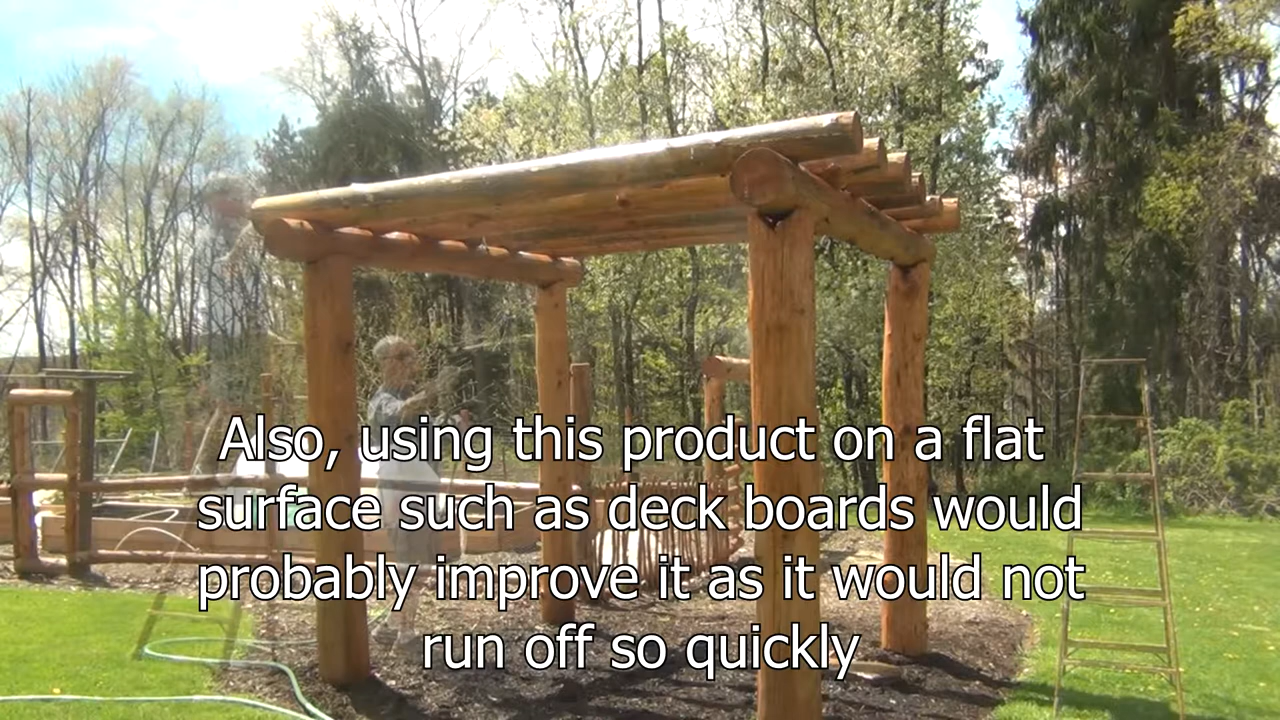 Also, using this product on a flat
surface such as deck boards would
probably improve it as it would not
run off so quickly